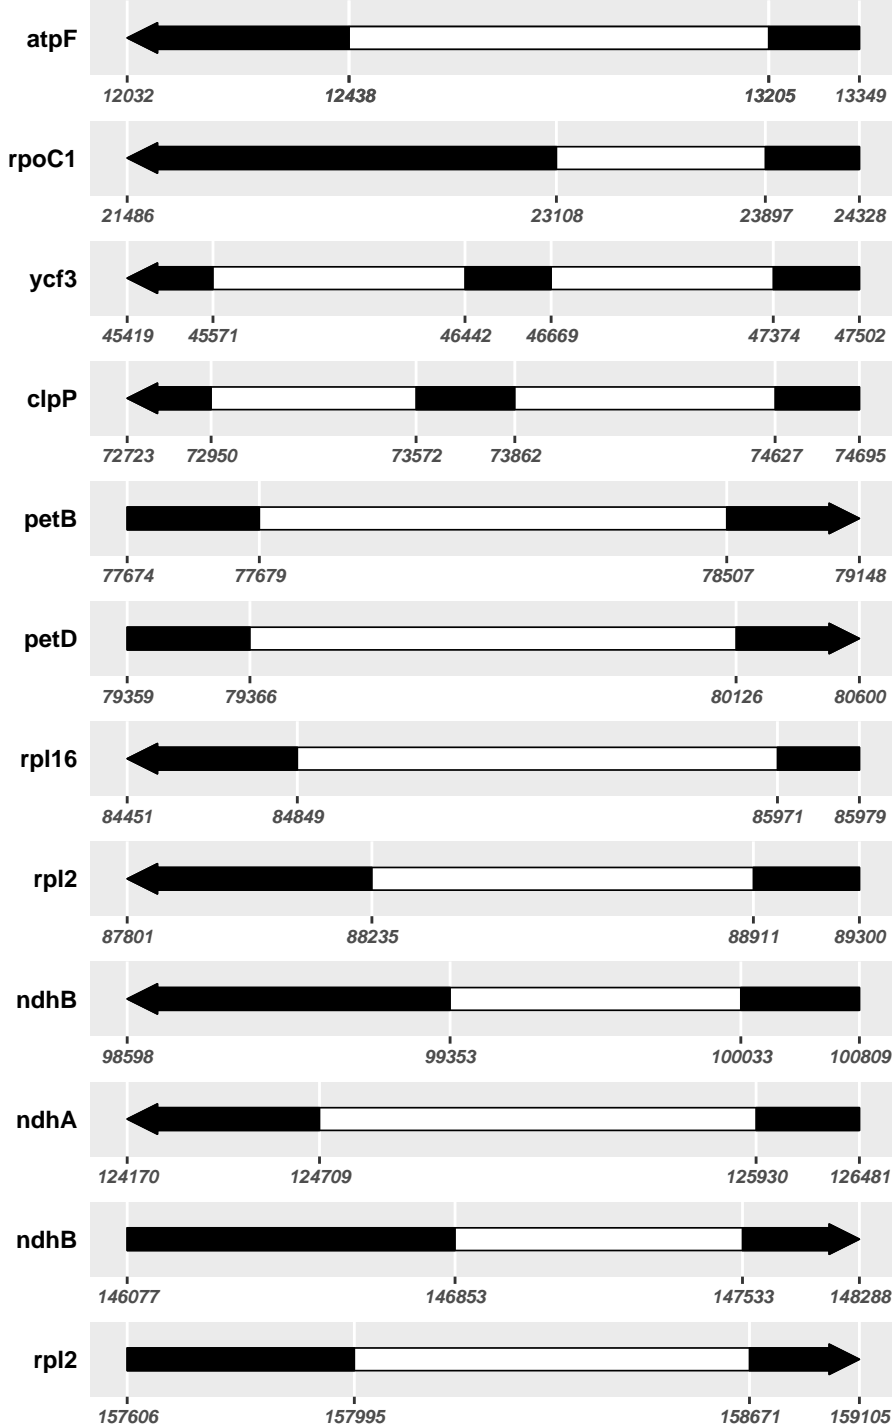 atpF
12032 12438 13205 13349
rpoC1
21486 23108 23897 24328
ycf3
45419 45571 46442 46669 47374 47502
clpP
72723 72950 73572 73862 74627 74695
petB
77674 77679 78507 79148
petD
79359 79366 80126 80600
rpl16
84451 84849 85971 85979
rpl2
87801 88235 88911 89300
ndhB
98598 99353 100033 100809
ndhA
124170 124709 125930 126481
ndhB
146077 146853 147533 148288
rpl2
157606 157995 158671 159105